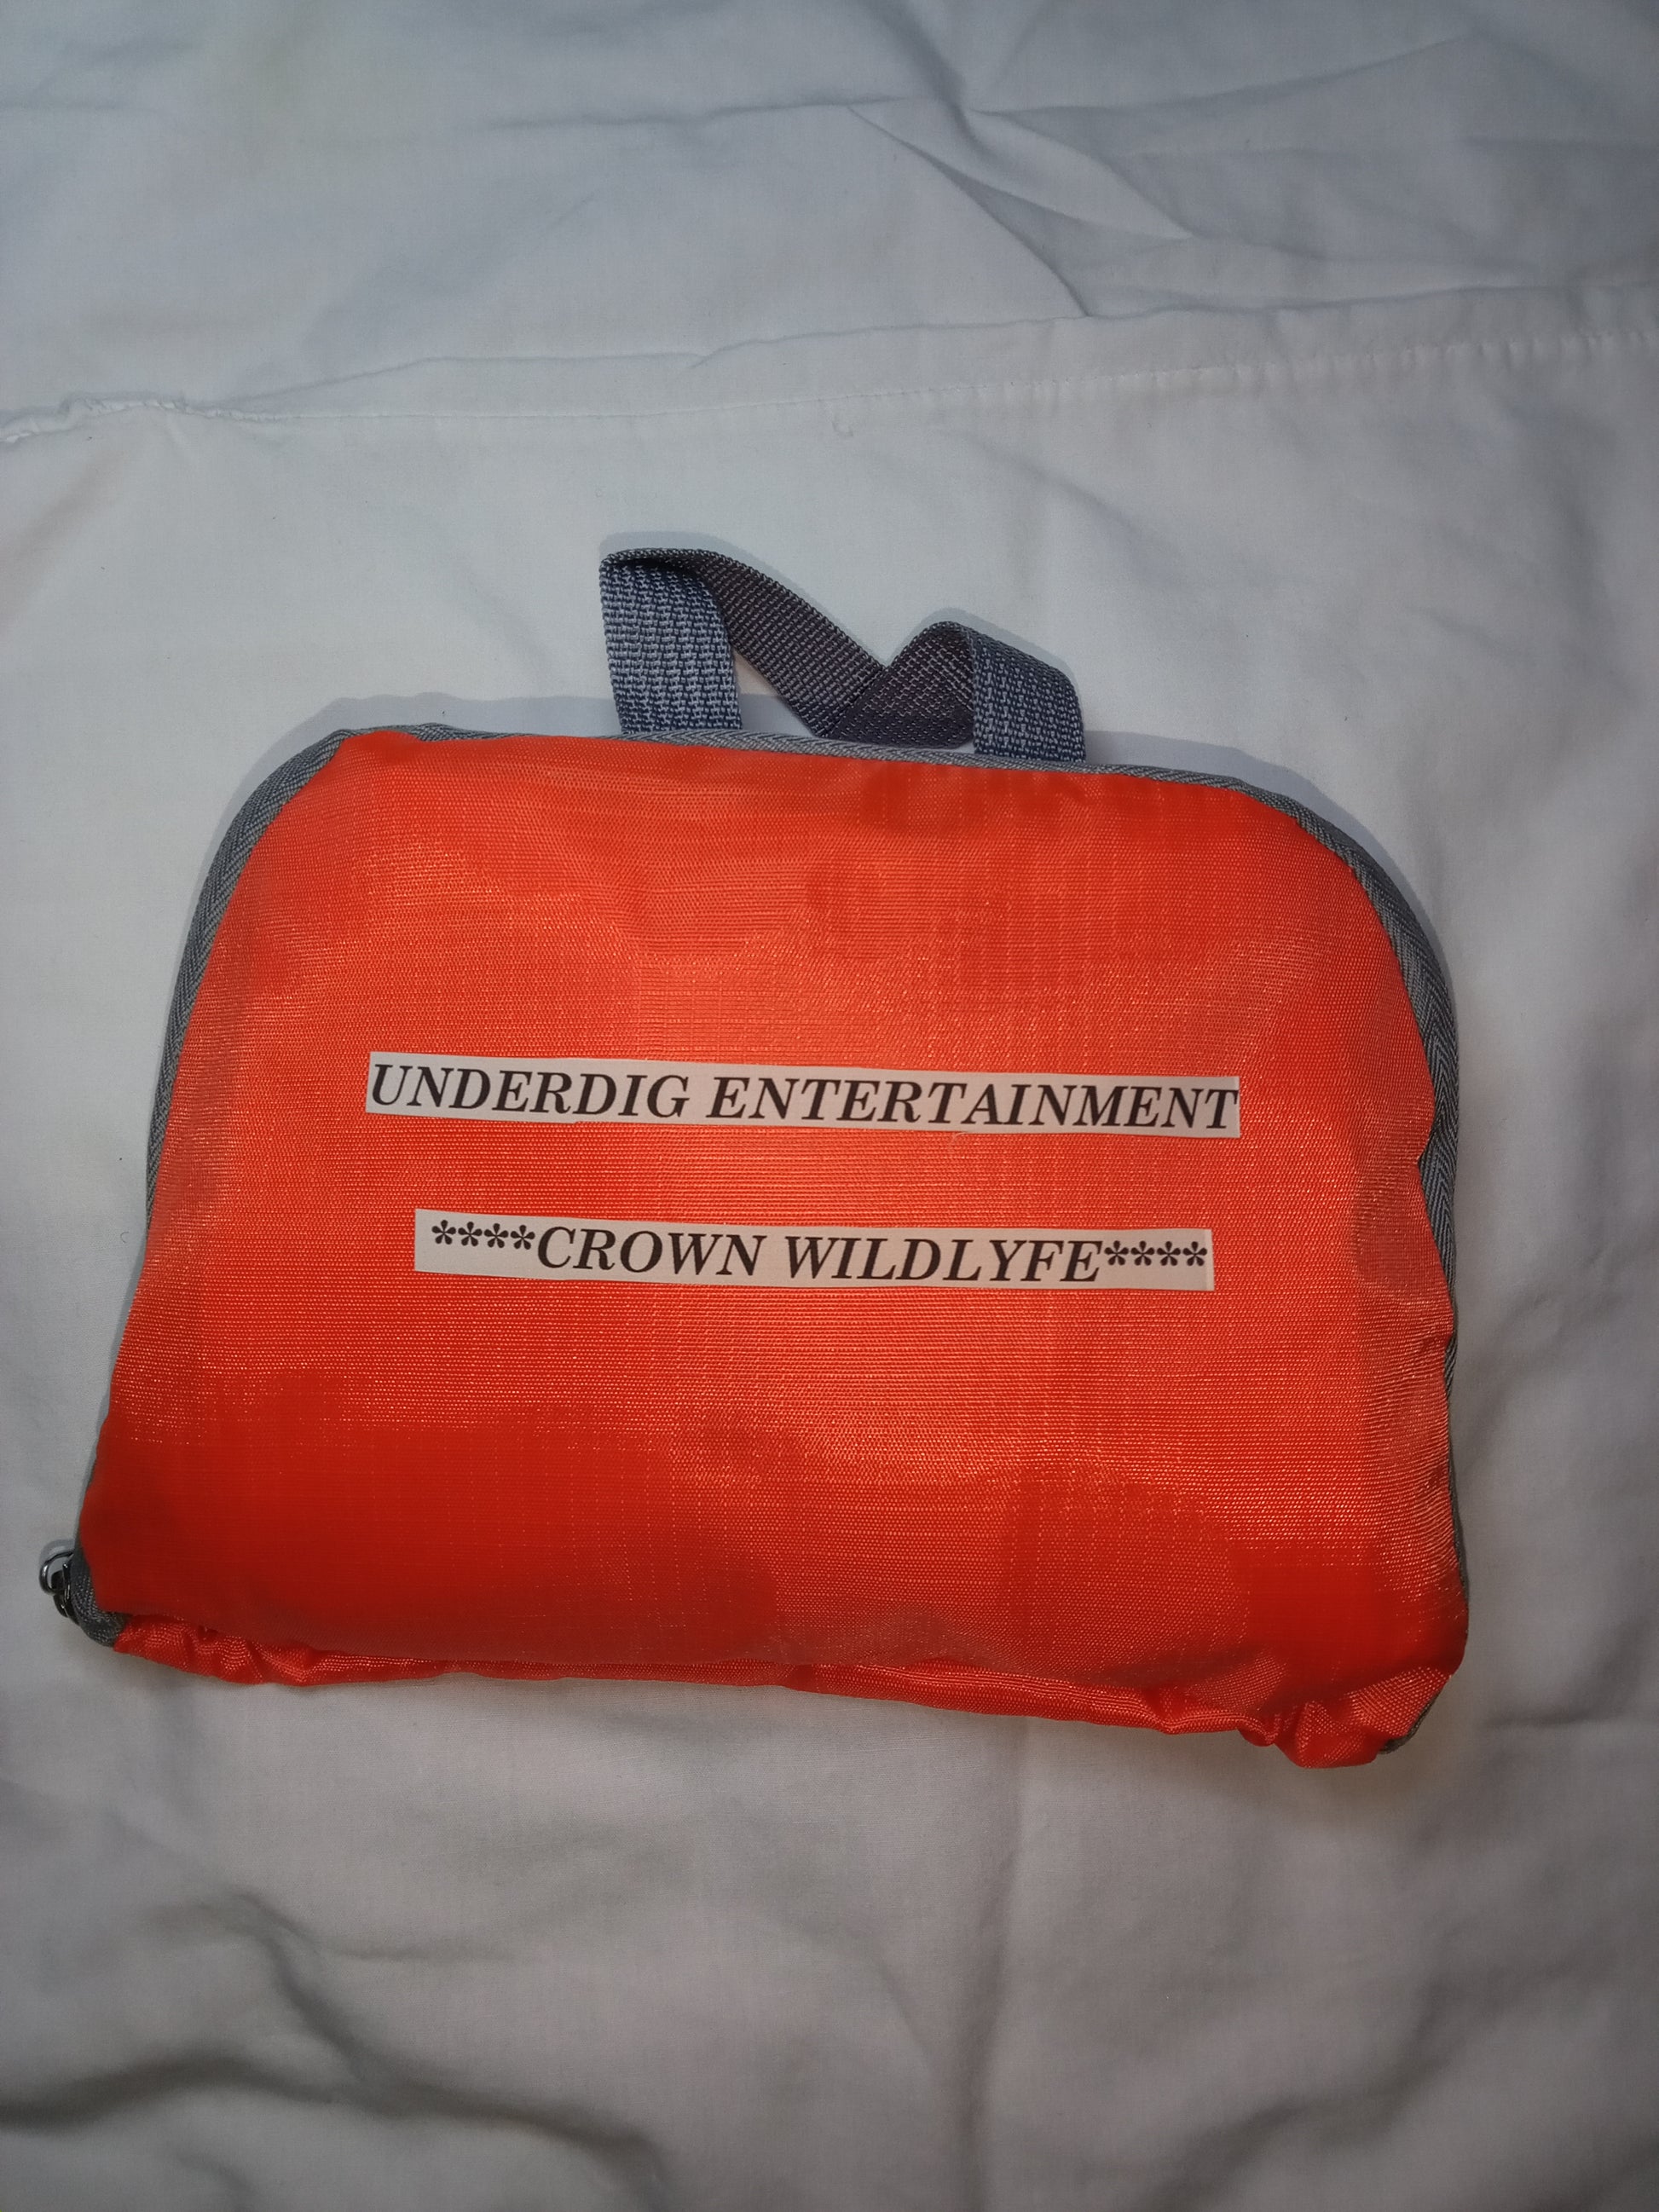 UNDERDIG ENTERTAINMENT
****CROWN WILDLYFE****